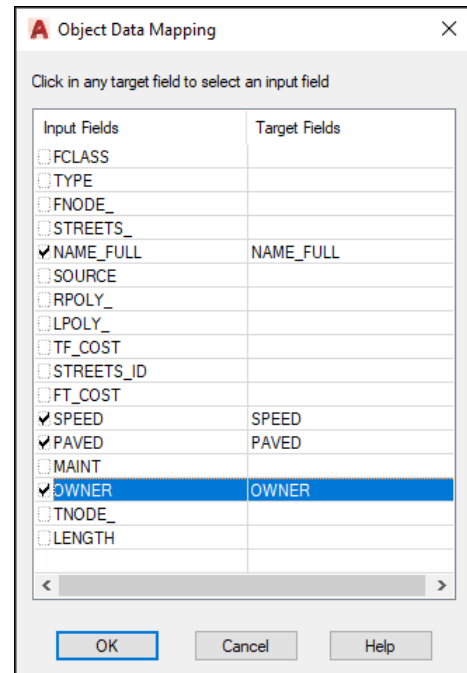 Object Data Mapping
Click in any target field to select an input field
Input Fields Target Fields
FCLASS
TYPE
FNODE_
STREETS_
NAME_FULL NAME_FULL
SOURCE
RPOLY_
LPOLY_
TF_COST
STREETS_ID
FT_COST
SPEED SPEED
PAVED PAVED
MAINT
OWNER OWNER
TNODE_
LENGTH
OK Cancel Help